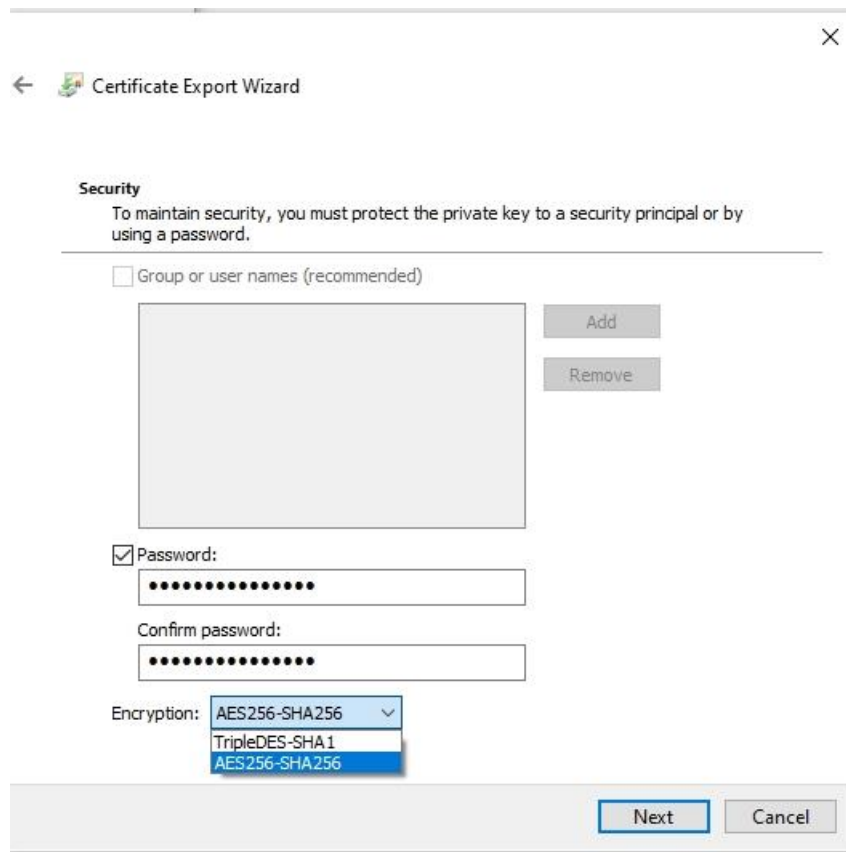 Certificate Export Wizard
Security
To maintain security, you must protect the private key to a security principal or by
using a password.
Group or user names (recommended)
Add
Remove
Password:
•••••••••••••••
Confirm password:
•••••••••••••••
Encryption: AES256-SHA256
TripleDES-SHA1
AES256-SHA256
Next Cancel